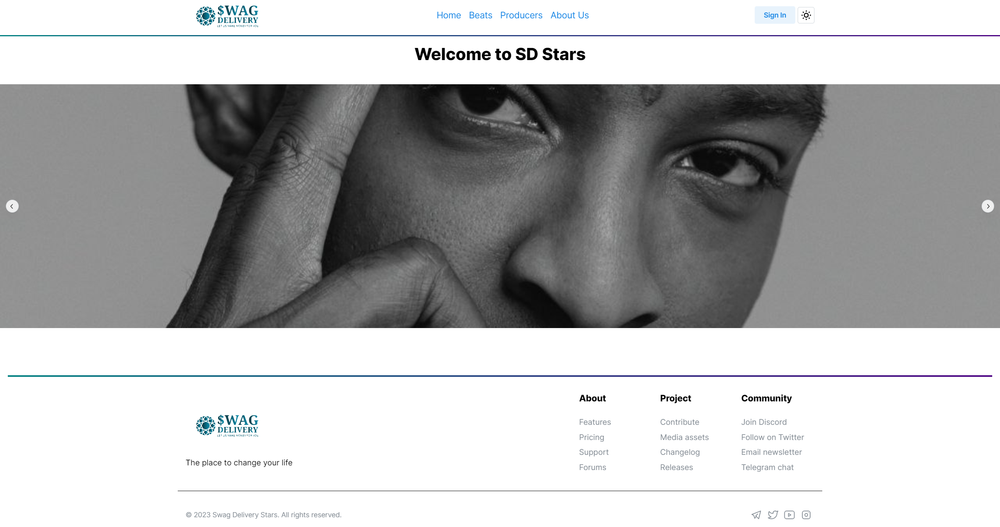 $WAG
DELIVERY
LET US MAKE MONEY FOR YOU
Home Beats Producers About Us
Sign In
Welcome to SD Stars
$WAG
DELIVERY
LET US MAKE MONEY FOR YOU
The place to change your life
About
Features
Pricing
Support
Forums
Project
Contribute
Media assets
Changelog
Releases
Community
Join Discord
Follow on Twitter
Email newsletter
Telegram chat
© 2023 Swag Delivery Stars. All rights reserved.